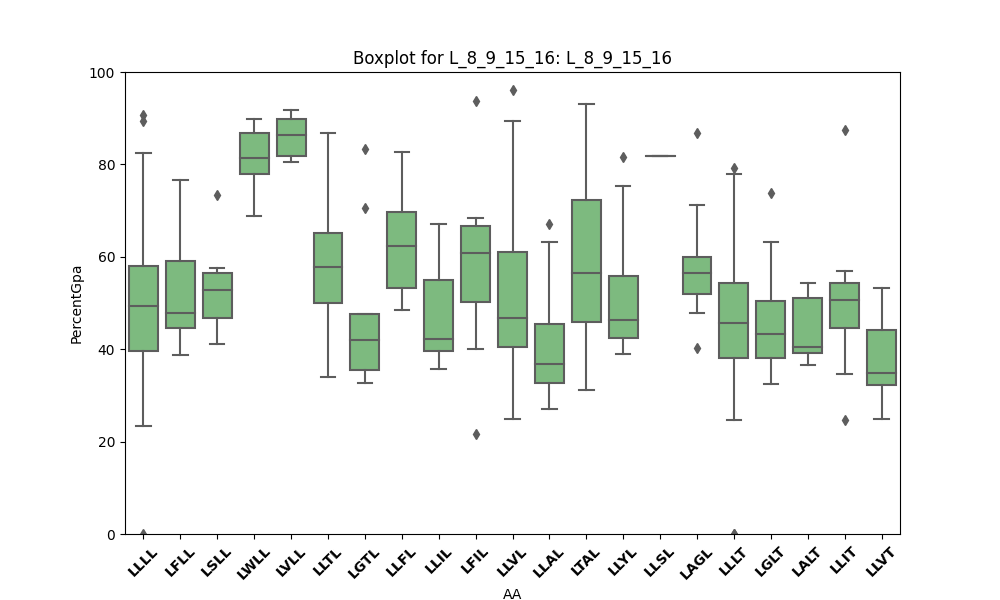 Boxplot for L_8_9_15_16: L_8_9_15_16
PercentGpa
100
80
60
40
20
0
LLLL LFLL LSLL LWLL LVLL LLTL LGTL LLFL LLIL LFIL LLVL LLAL LTAL LLYL LLSL LAGL LLLT LGLT LALT LLIT LLVT
AA